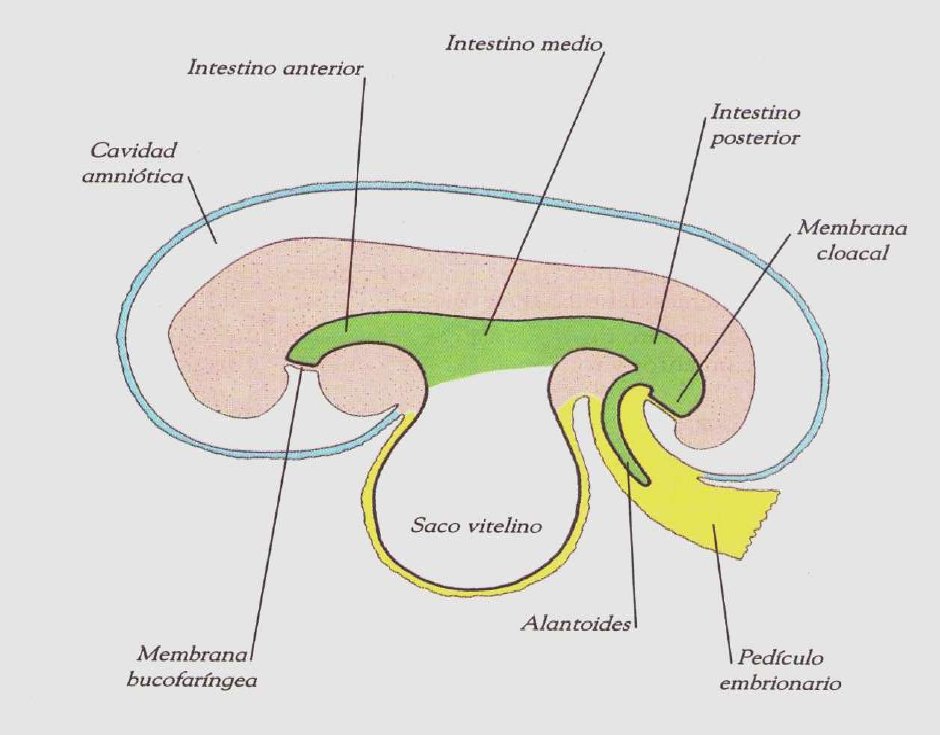 Intestino medio
Intestino anterior
Intestino
posterior
Cavidad
amniótica
Membrana
cloacal
Saco vitelino
Alantoides
Membrana
bucofaríngea
Pedículo
embrionario